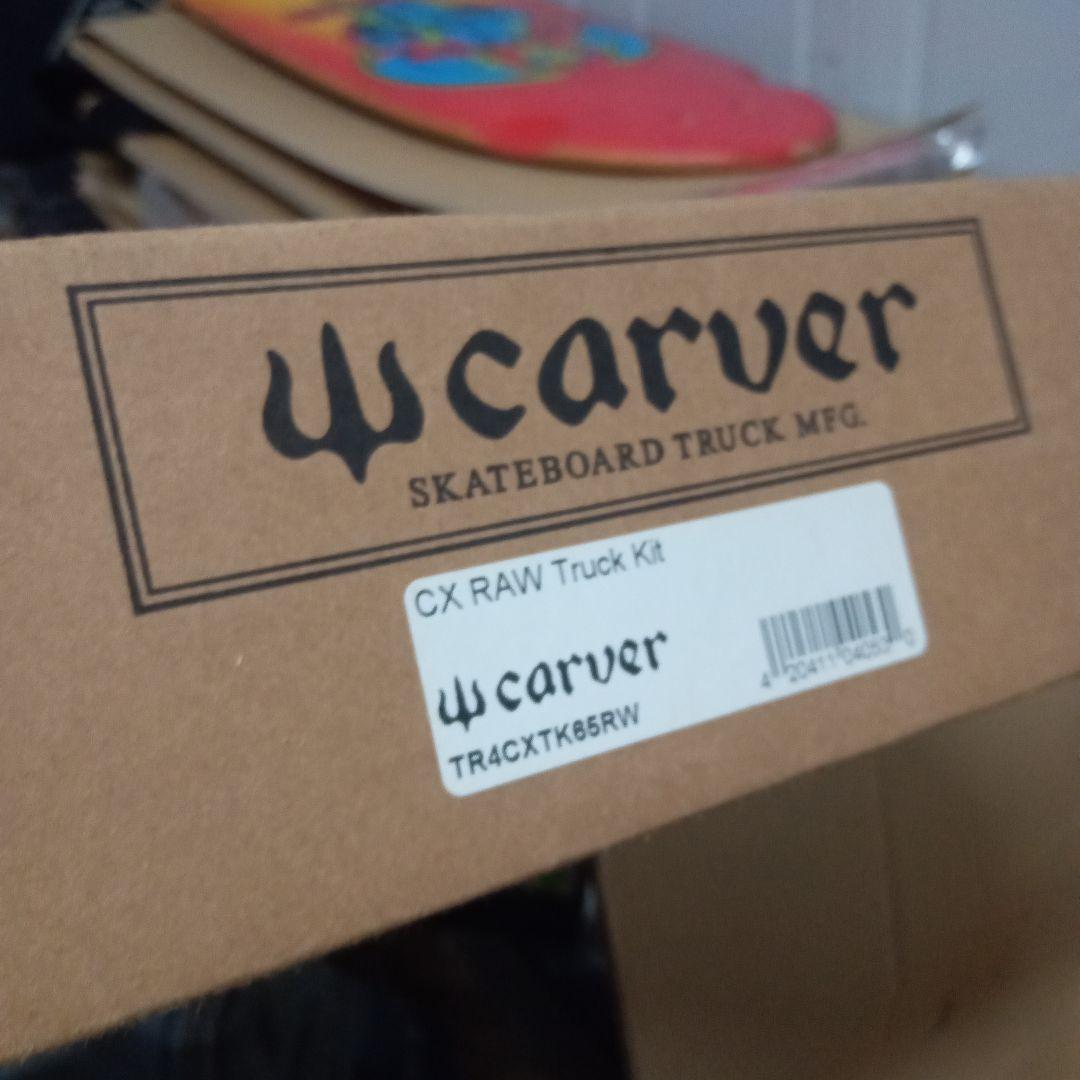 carver
SKATEBOARD TRUCK MFG.
CX RAW Truck Kit
carver
TR4CXTK65RW